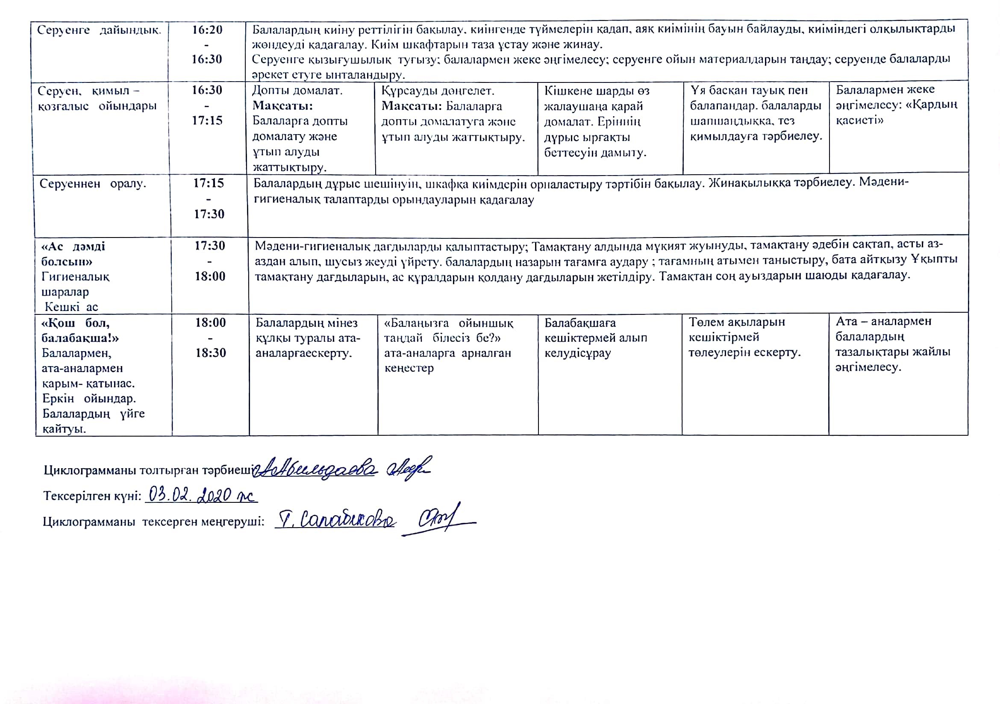 Серуенге дайындық.
16:20
-
16:30
Балалардың киіну реттілігін бақылау, киінгенде түймелерін қадап, аяқ киімінің бауын байлауды, киіміндегі олқылықтарды
жөндеуді қадағалау. Киім шкафтарын таза ұстау және жинау.
Серуенге қызығушылық туғызу; балалармен жеке әңгімелесу; серуенге ойын материалдарын таңдау; серуенде балаларды
әрекет етуге ынталандыру.
Серуен, қимыл –
қозғалыс ойындары
16:30
-
17:15
Допты домалат.
Мақсаты:
Балаларға допты
домалату және
ұтып алуды
жаттықтыру.
Құрсауды дөңгелет.
Мақсаты: Балаларға
допты домалатуға және
ұтып алуды жаттықтыру.
Кішкене шарды өз
жалаушаңа қарай
домалат. Еріннің
дұрыс ырғақты
беттесуін дамыту.
Ұя басқан тауық пен
балапандар. балаларды
шапшаңдыққа, тез
қимылдауға тәрбиелеу.
Балалармен жеке
әңгімелесу: «Қардың
қасиеті»
Серуеннен оралу.
17:15
-
17:30
Балалардың дұрыс шешінуін, шкафқа киімдерін орналастыру тәртібін бақылау. Жинақылыққа тәрбиелеу. Мәдени-
гигиеналық талаптарды орындауларын қадағалау
«Ас дәмді
болсын»
Гигиеналық
шаралар
Кешкі ас
17:30
-
18:00
Мәдени-гигиеналық дағдыларды қалыптастыру; Тамақтану алдында мұқият жуынуды, тамақтану әдебін сақтап, асты аз-
аздан алып, шусыз жеуді үйрету. балалардың назарын тағамға аудару ; тағамның атымен таныстыру, бата айтқызу Ұқыпты
тамақтану дағдыларын, ас құралдарын қолдану дағдыларын жетілдіру. Тамақтан соң ауыздарын шаюды қадағалау.
«Қош бол,
балабақша!»
Балалармен,
ата-аналармен
қарым- қатынас.
Еркін ойындар.
Балалардың үйге
қайтуы.
18:00
-
18:30
Балалардың мінез
құлқы туралы ата-
аналарғаескерту.
«Балаңызға ойыншық
таңдай білесіз бе?»
ата-аналарға арналған
кеңестер
Балабақшаға
кешіктермей алып
келудісұрау
Төлем ақыларын
кешіктірмей
төлеулерін ескерту.
Ата – аналармен
балалардың
тазалықтары жайлы
әңгімелесу.
Циклограмманы толтырған тәрбиеші А.Абильдаева
Тексерілген күні: 03.02.2020 ж
Циклограмманы тексерген меңгеруші: Т. Сапабекова